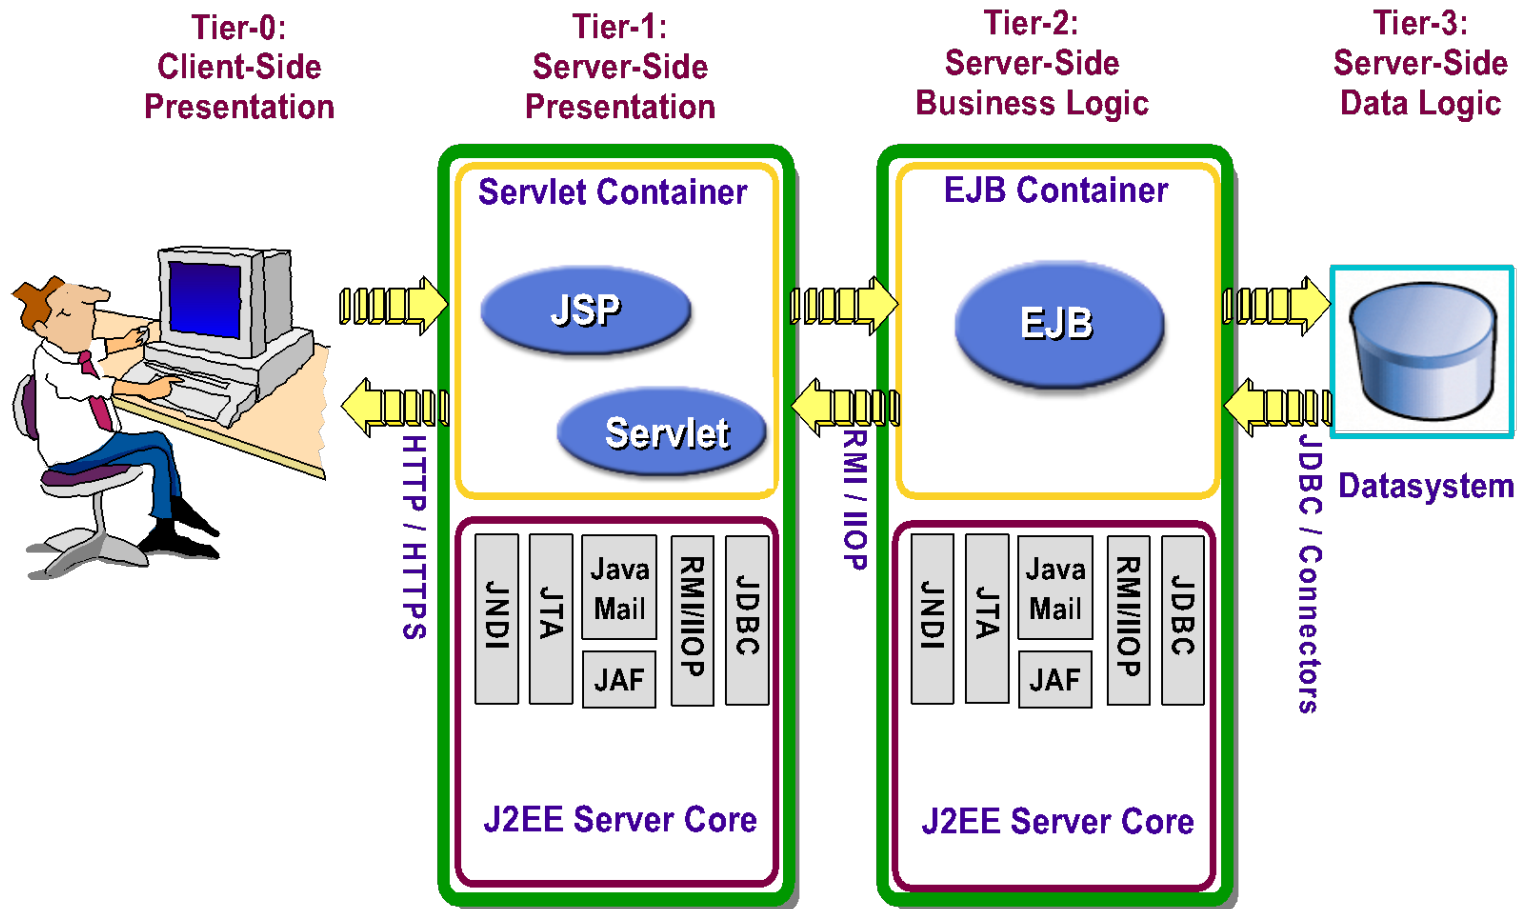 Tier-0:
Client-Side
Presentation
Tier-1:
Server-Side
Presentation
Tier-2:
Server-Side
Business Logic
Tier-3:
Server-Side
Data Logic
Servlet Container
JSP
Servlet
EJB Container
EJB
Datasystem
HTTP / HTTPS
RMI / IIOP
JDBC / Connectors
JNDI
JTA
Java
Mail
JAF
RMI/IIOP
JDBC
J2EE Server Core
JNDI
JTA
Java
Mail
JAF
RMI/IIOP
JDBC
J2EE Server Core